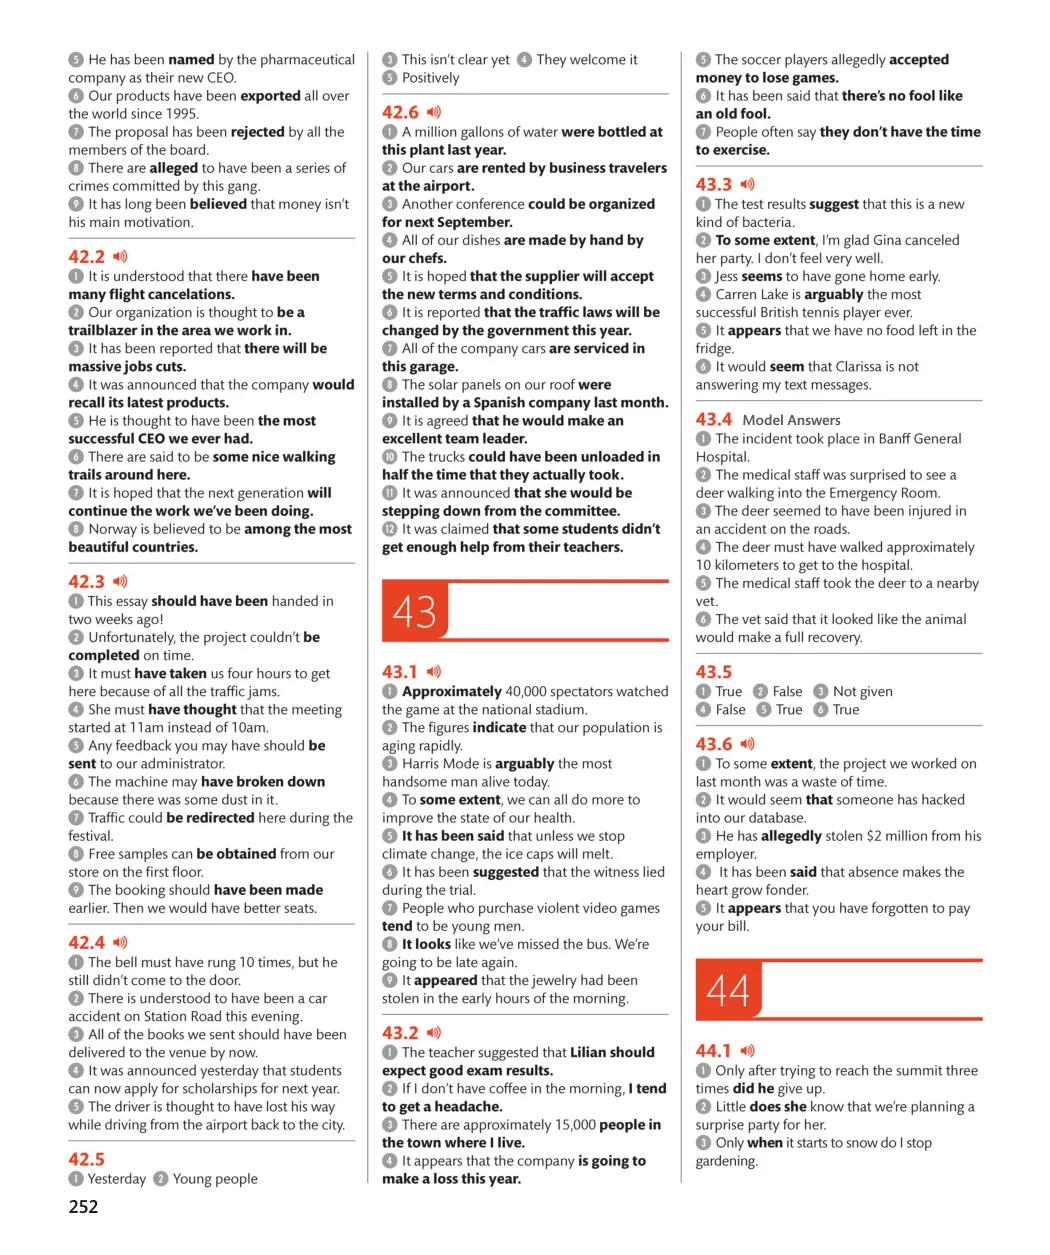 5 He has been named by the pharmaceutical
company as their new CEO.
6 Our products have been exported all over
the world since 1995.
7 The proposal has been rejected by all the
members of the board.
8 There are alleged to have been a series of
crimes committed by this gang.
9 It has long been believed that money isn't
his main motivation.
42.2
1 It is understood that there have been
many flight cancelations.
2 Our organization is thought to be a
trailblazer in the area we work in.
3 It has been reported that there will be
massive jobs cuts.
4 It was announced that the company would
recall its latest products.
5 He is thought to have been the most
successful CEO we ever had.
6 There are said to be some nice walking
trails around here.
7 It is hoped that the next generation will
continue the work we've been doing.
8 Norway is believed to be among the most
beautiful countries.
42.3
1 This essay should have been handed in
two weeks ago!
2 Unfortunately, the project couldn't be
completed on time.
3 It must have taken us four hours to get
here because of all the traffic jams.
4 She must have thought that the meeting
started at 11am instead of 10am.
5 Any feedback you may have should be
sent to our administrator.
6 The machine may have broken down
because there was some dust in it.
7 Traffic could be redirected here during the
festival.
8 Free samples can be obtained from our
store on the first floor.
9 The booking should have been made
earlier. Then we would have better seats.
42.4
1 The bell must have rung 10 times, but he
still didn't come to the door.
2 There is understood to have been a car
accident on Station Road this evening.
3 All of the books we sent should have been
delivered to the venue by now.
4 It was announced yesterday that students
can now apply for scholarships for next year.
5 The driver is thought to have lost his way
while driving from the airport back to the city.
42.5
1 Yesterday 2 Young people
3 This isn't clear yet 4 They welcome it
5 Positively
42.6
1 A million gallons of water were bottled at
this plant last year.
2 Our cars are rented by business travelers
at the airport.
3 Another conference could be organized
for next September.
4 All of our dishes are made by hand by
our chefs.
5 It is hoped that the supplier will accept
the new terms and conditions.
6 It is reported that the traffic laws will be
changed by the government this year.
7 All of the company cars are serviced in
this garage.
8 The solar panels on our roof were
installed by a Spanish company last month.
9 It is agreed that he would make an
excellent team leader.
10 The trucks could have been unloaded in
half the time that they actually took.
11 It was announced that she would be
stepping down from the committee.
12 It was claimed that some students didn't
get enough help from their teachers.
43
43.1
1 Approximately 40,000 spectators watched
the game at the national stadium.
2 The figures indicate that our population is
aging rapidly.
3 Harris Mode is arguably the most
handsome man alive today.
4 To some extent, we can all do more to
improve the state of our health.
5 It has been said that unless we stop
climate change, the ice caps will melt.
6 It has been suggested that the witness lied
during the trial.
7 People who purchase violent video games
tend to be young men.
8 It looks like we've missed the bus. We're
going to be late again.
9 It appeared that the jewelry had been
stolen in the early hours of the morning.
43.2
1 The teacher suggested that Lilian should
expect good exam results.
2 If I don't have coffee in the morning, I tend
to get a headache.
3 There are approximately 15,000 people in
the town where I live.
4 It appears that the company is going to
make a loss this year.
5 The soccer players allegedly accepted
money to lose games.
6 It has been said that there's no fool like
an old fool.
7 People often say they don't have the time
to exercise.
43.3
1 The test results suggest that this is a new
kind of bacteria.
2 To some extent, I'm glad Gina canceled
her party. I don't feel very well.
3 Jess seems to have gone home early.
4 Carren Lake is arguably the most
successful British tennis player ever.
5 It appears that we have no food left in the
fridge.
6 It would seem that Clarissa is not
answering my text messages.
43.4 Model Answers
1 The incident took place in Banff General
Hospital.
2 The medical staff was surprised to see a
deer walking into the Emergency Room.
3 The deer seemed to have been injured in
an accident on the roads.
4 The deer must have walked approximately
10 kilometers to get to the hospital.
5 The medical staff took the deer to a nearby
vet.
6 The vet said that it looked like the animal
would make a full recovery.
43.5
1 True 2 False 3 Not given
4 False 5 True 6 True
43.6
1 To some extent, the project we worked on
last month was a waste of time.
2 It would seem that someone has hacked
into our database.
3 He has allegedly stolen $2 million from his
employer.
4 It has been said that absence makes the
heart grow fonder.
5 It appears that you have forgotten to pay
your bill.
44
44.1
1 Only after trying to reach the summit three
times did he give up.
2 Little does she know that we're planning a
surprise party for her.
3 Only when it starts to snow do I stop
gardening.
252